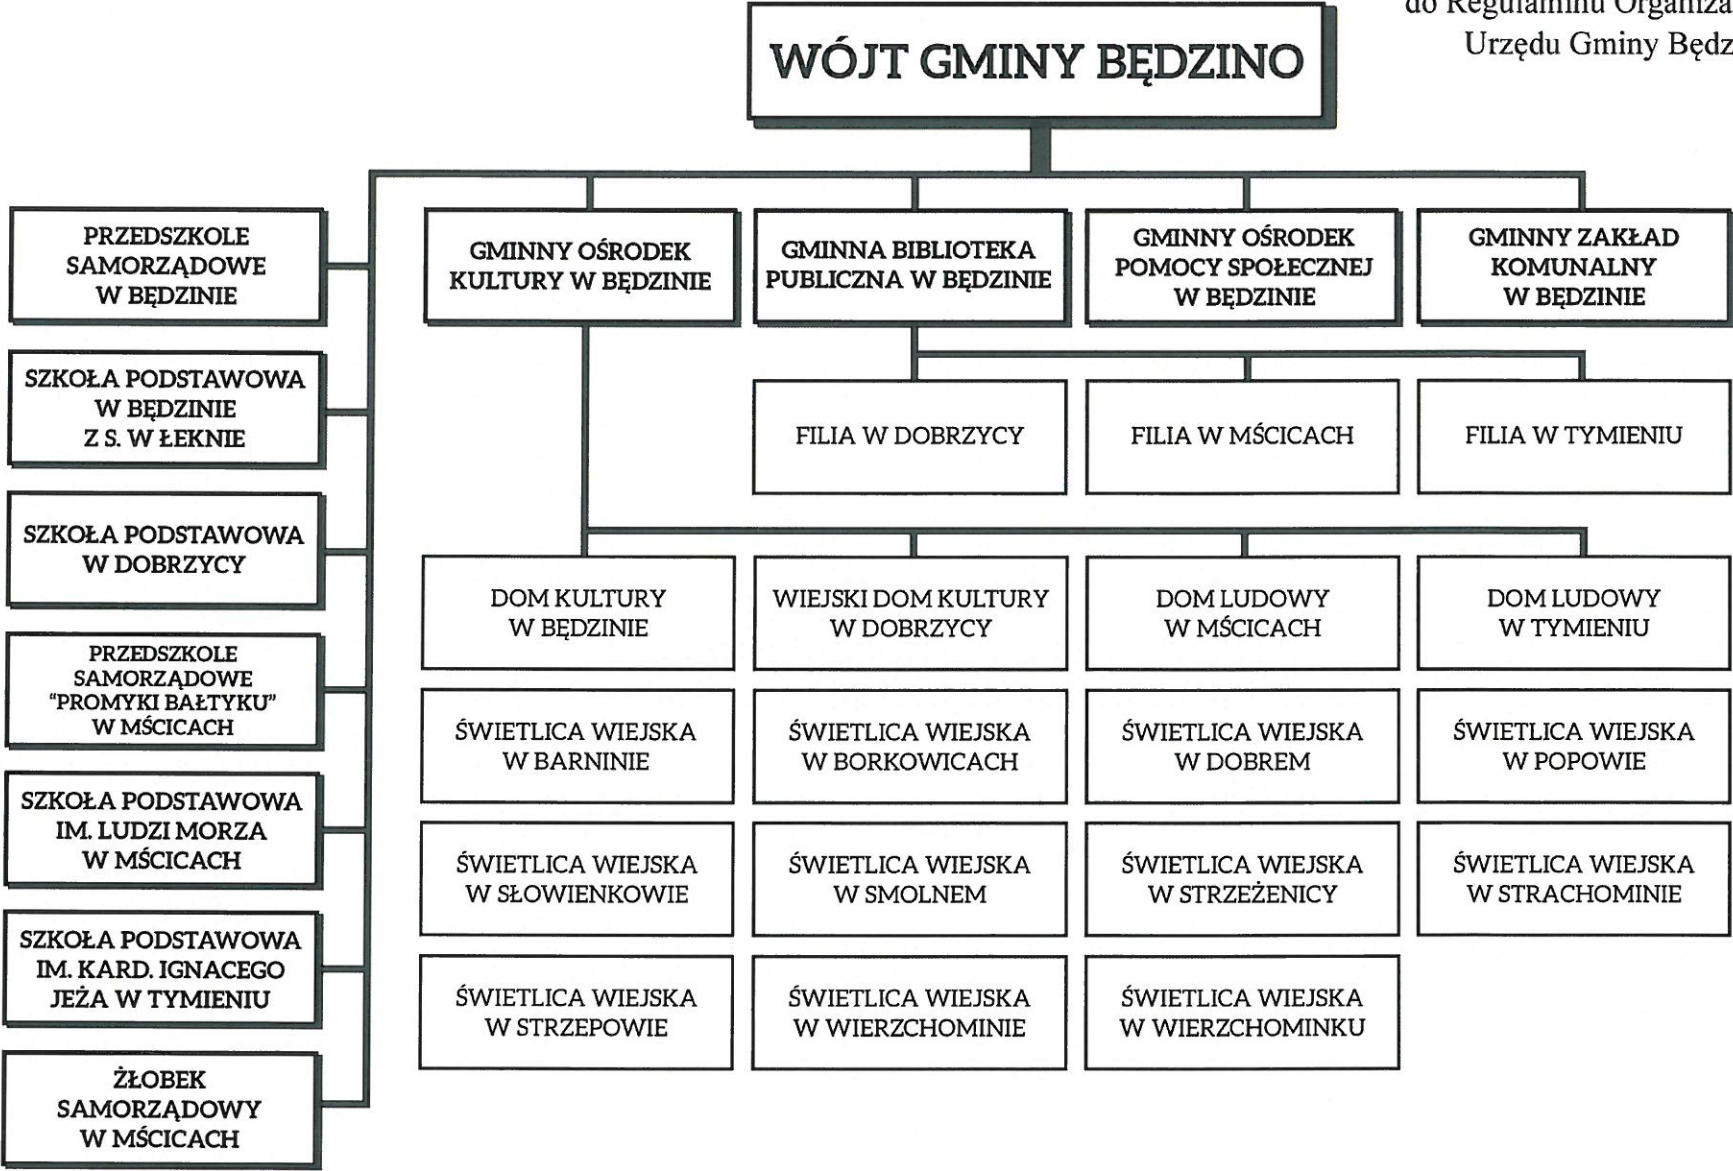 do Regulaminu
Urzędu Gminy
WÓJT GMINY BĘDZINO
PRZEDSZKOLE
SAMORZĄDOWE
W BĘDZINIE
SZKOŁA PODSTAWOWA
W BĘDZINIE
Z S. W ŁEKNIE
SZKOŁA PODSTAWOWA
W DOBRZYCY
PRZEDSZKOLE
SAMORZĄDOWE
“PROMYKI BAŁTYKU”
W MŚCICACH
SZKOŁA PODSTAWOWA
IM. LUDZI MORZA
W MŚCICACH
SZKOŁA PODSTAWOWA
IM. KARD. IGNACEGO
JEŻA W TYMIENIU
ŻŁOBEK
SAMORZĄDOWY
W MŚCICACH
GMINNY OŚRODEK
KULTURY W BĘDZINIE
GMINNA BIBLIOTEKA
PUBLICZNA W BĘDZINIE
GMINNY OŚRODEK
POMOCY SPOŁECZNEJ
W BĘDZINIE
GMINNY ZAKŁAD
KOMUNALNY
W BĘDZINIE
FILIA W DOBRZYCY
FILIA W MŚCICACH
FILIA W TYMIENIU
DOM KULTURY
W BĘDZINIE
WIEJSKI DOM KULTURY
W DOBRZYCY
DOM LUDOWY
W MŚCICACH
DOM LUDOWY
W TYMIENIU
ŚWIETLICA WIEJSKA
W BARNINIE
ŚWIETLICA WIEJSKA
W BORKOWICACH
ŚWIETLICA WIEJSKA
W DOBREM
ŚWIETLICA WIEJSKA
W POPOWIE
ŚWIETLICA WIEJSKA
W SŁOWIENKOWIE
ŚWIETLICA WIEJSKA
W SMOLNEM
ŚWIETLICA WIEJSKA
W STRZEŻENICY
ŚWIETLICA WIEJSKA
W STRACHOMINIE
ŚWIETLICA WIEJSKA
W STRZEPOWIE
ŚWIETLICA WIEJSKA
W WIERZCHOMINIE
ŚWIETLICA WIEJSKA
W WIERZCHOMINKU